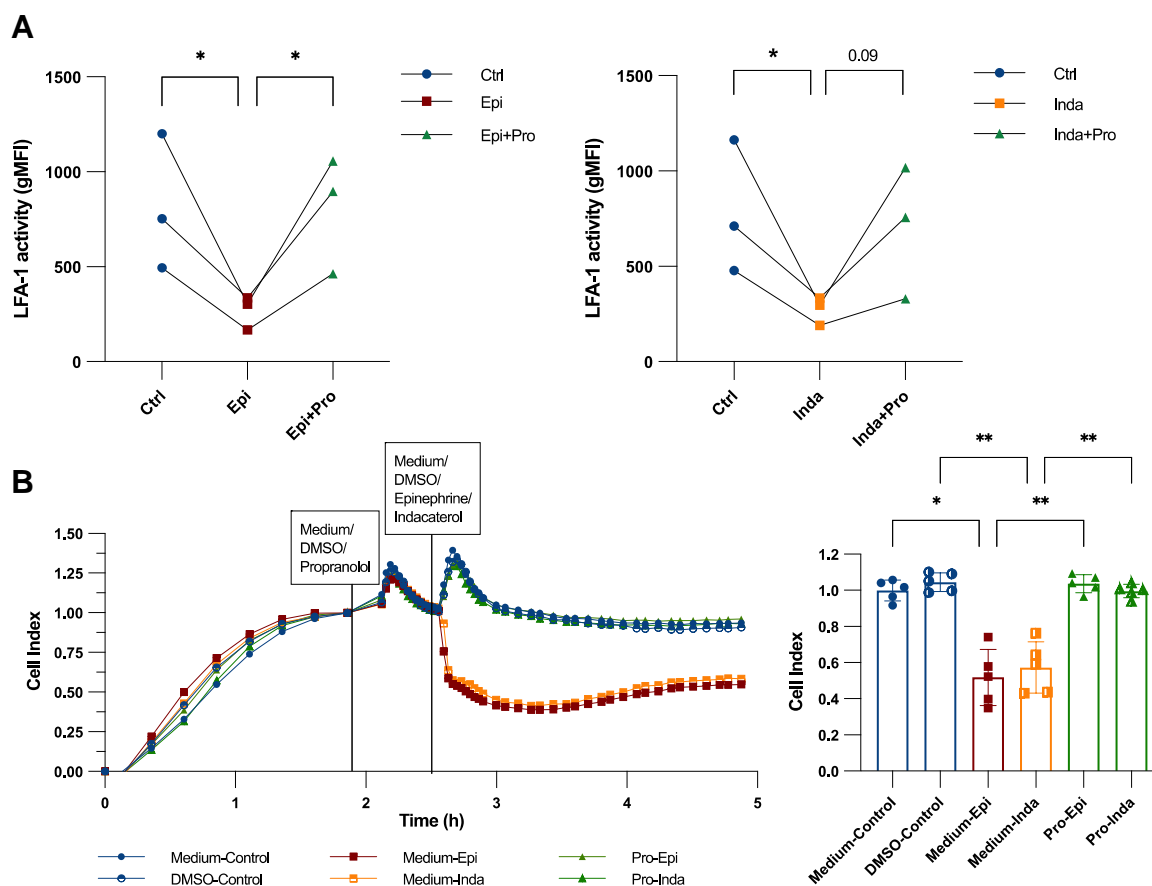 A
*
*
1500
1000
500
0
LFA-1 activity (gMFI)
Ctrl
Epi
Epi+Pro
Ctrl
Epi
Epi+Pro
*
0.09
1500
1000
500
0
LFA-1 activity (gMFI)
Ctrl
Inda
Inda+Pro
Ctrl
Inda
Inda+Pro
B
Medium/
DMSO/
Propranolol
Medium/
DMSO/
Epinephrine/
Indacaterol
1.50
1.25
1.00
0.75
0.50
0.25
0.00
Cell Index
0
1
2
3
4
5
Time (h)
Medium-Control
DMSO-Control
Medium-Epi
Medium-Inda
Pro-Epi
Pro-Inda
**
**
*
**
1.2
1.0
0.8
0.6
0.4
0.2
0.0
Cell Index
Medium-Control
DMSO-Control
Medium-Epi
Medium-Inda
Pro-Epi
Pro-Inda